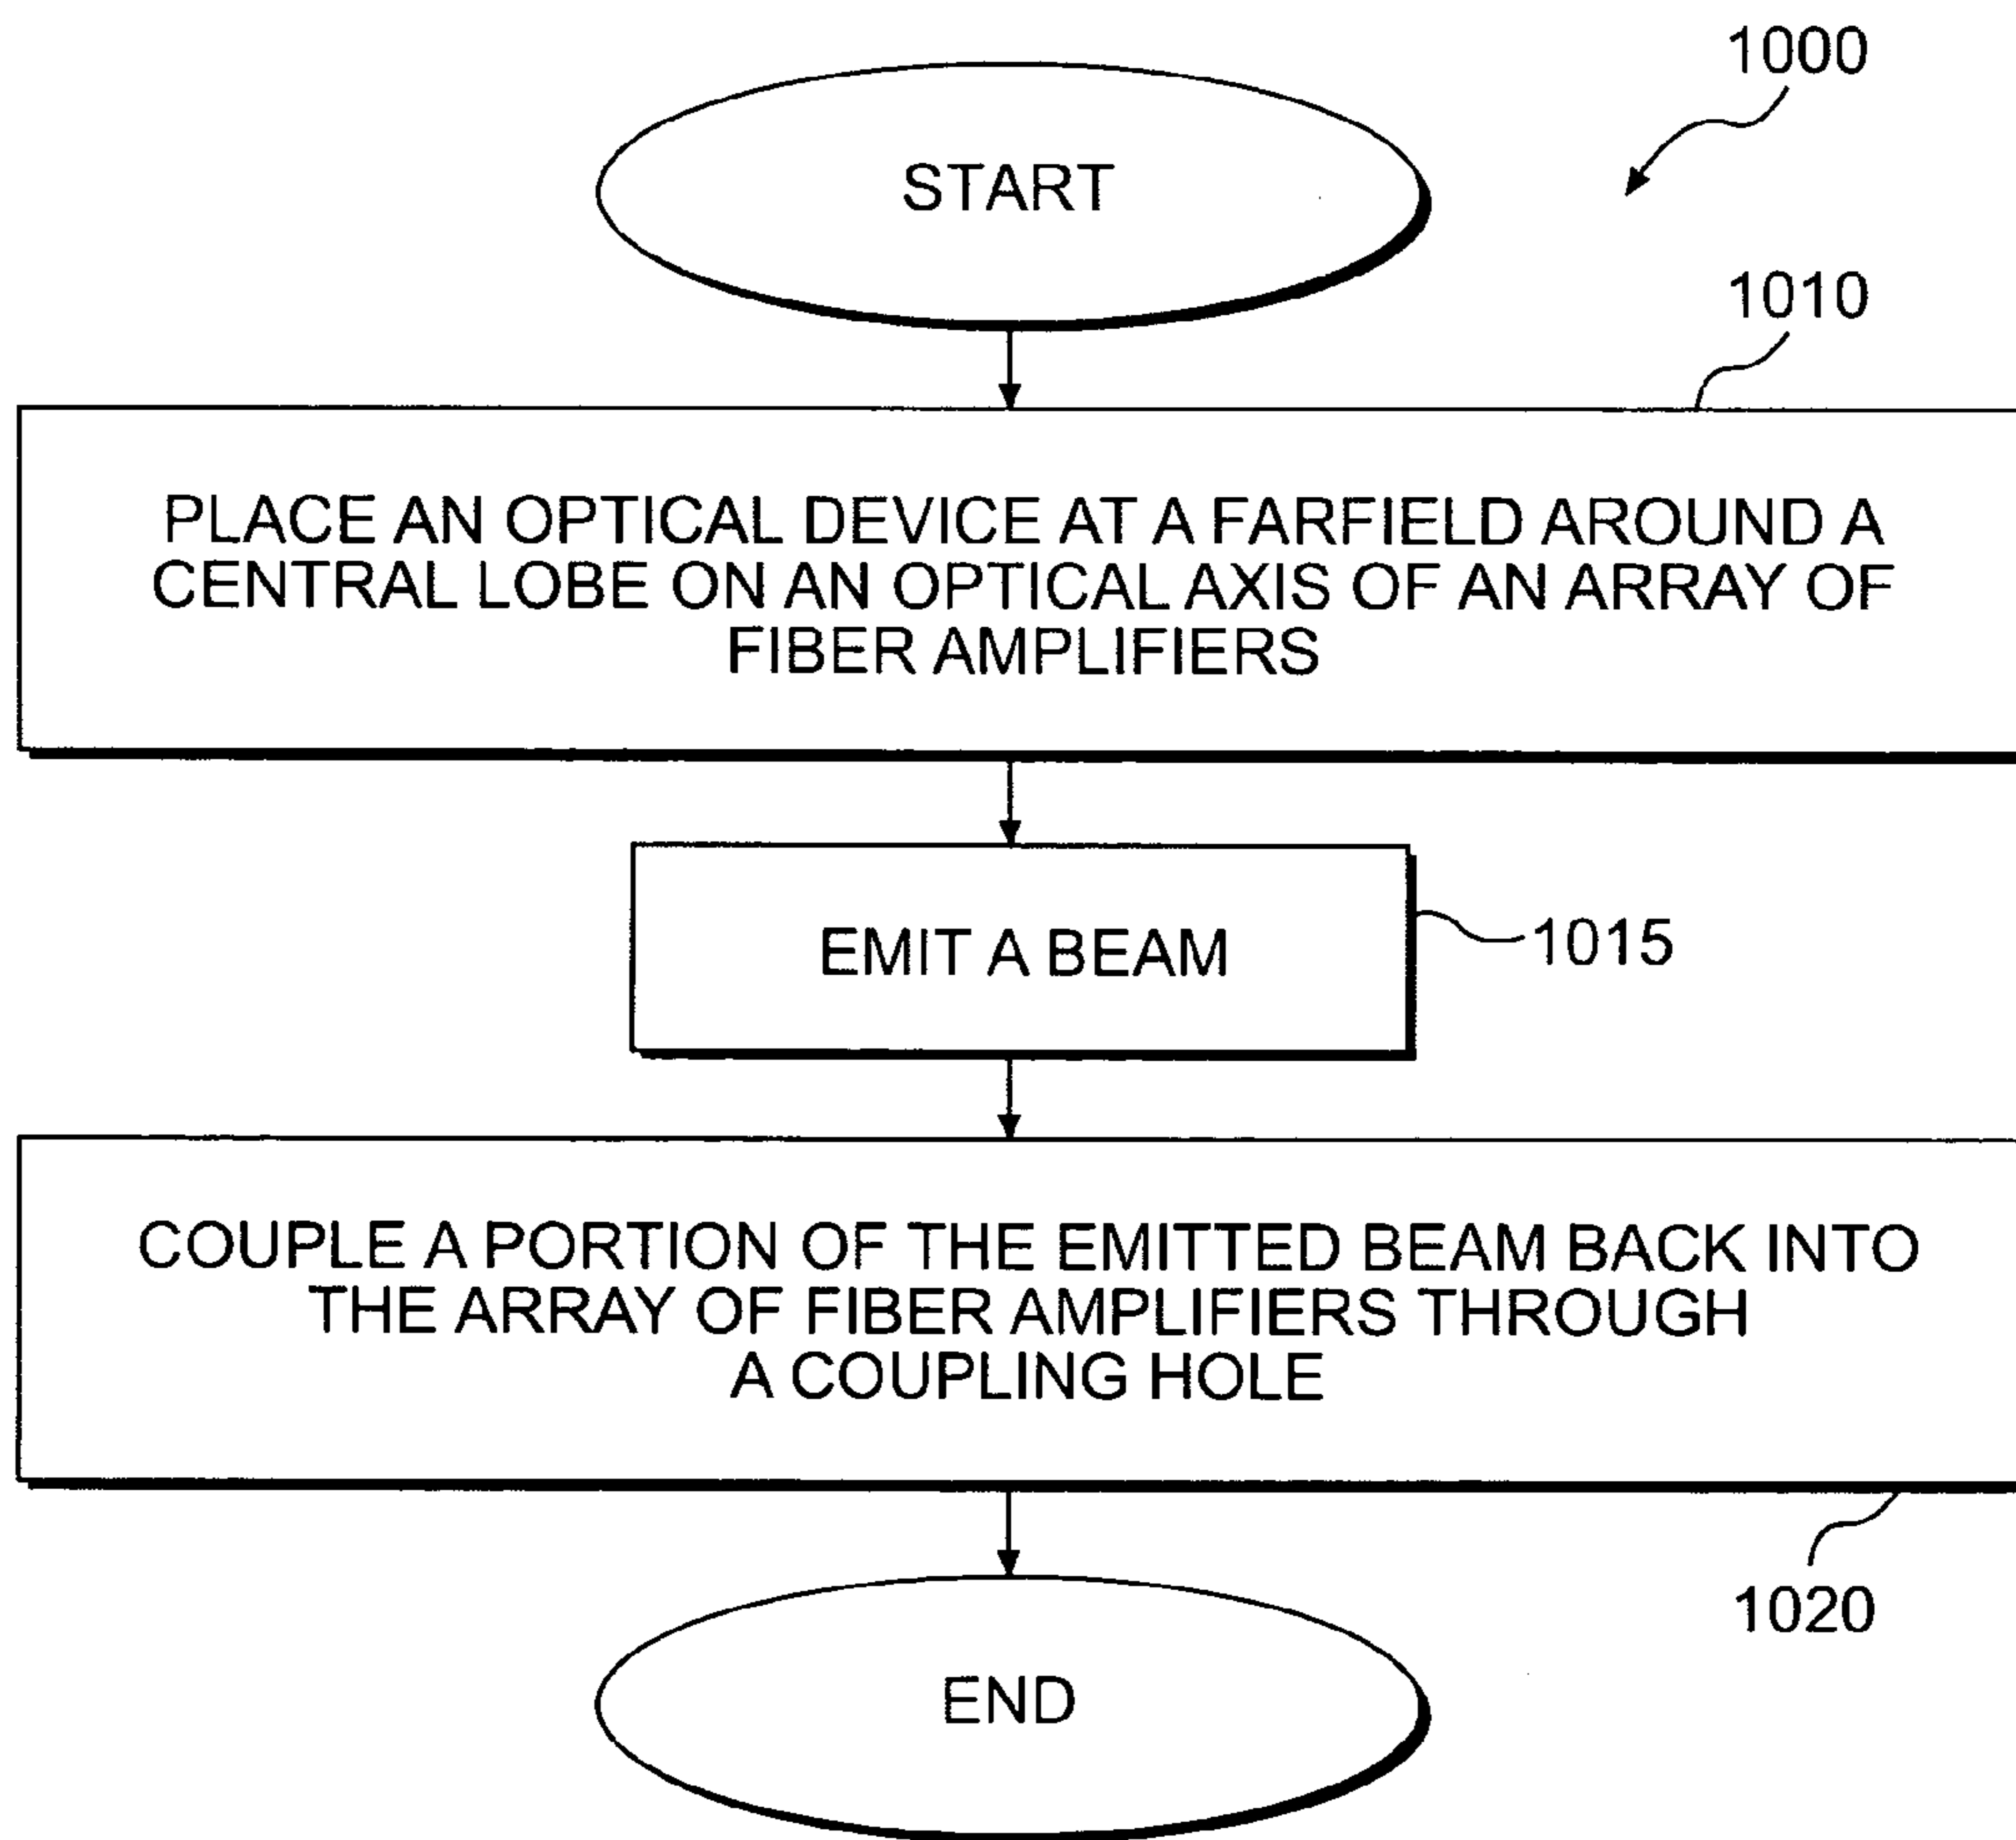 1000
START
1010
PLACE AN OPTICAL DEVICE AT A FARFIELD AROUND A
CENTRAL LOBE ON AN OPTICAL AXIS OF AN ARRAY OF
FIBER AMPLIFIERS
EMIT A BEAM
1015
COUPLE A PORTION OF THE EMITTED BEAM BACK INTO
THE ARRAY OF FIBER AMPLIFIERS THROUGH
A COUPLING HOLE
1020
END